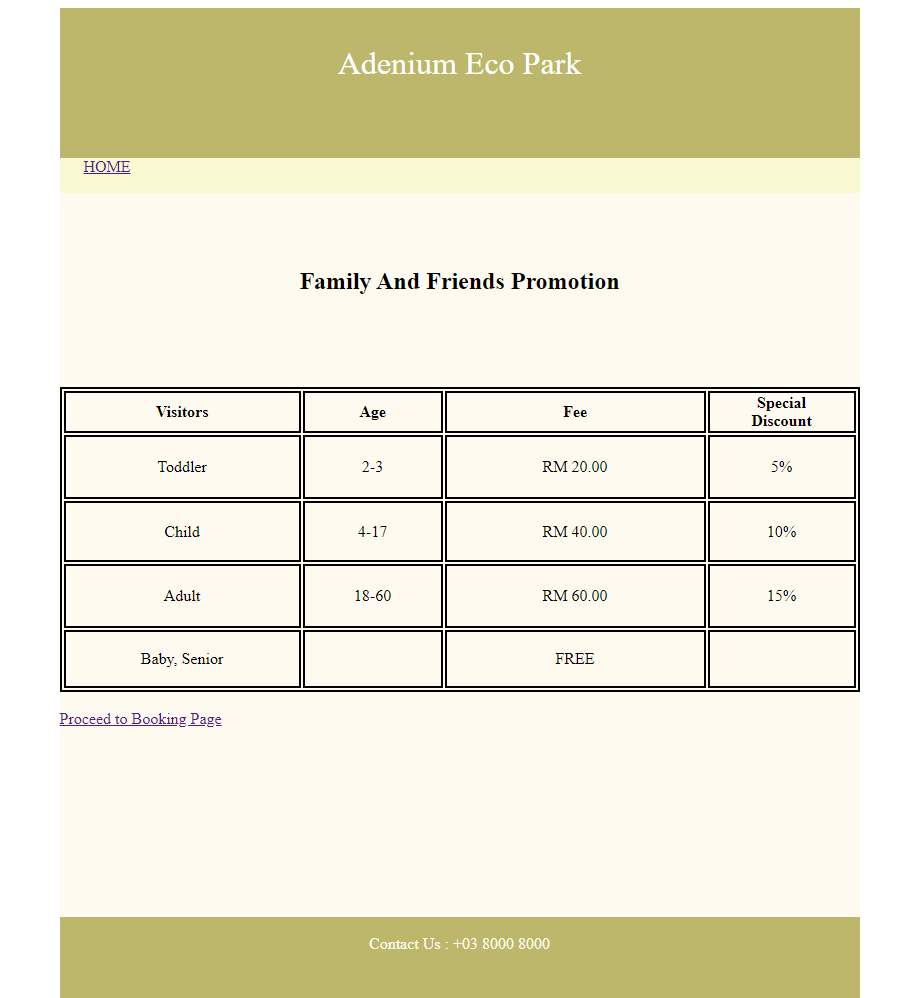 Adenium Eco Park
HOME
Family And Friends Promotion
Visitors Age Fee Special Discount
Toddler 2-3 RM 20.00 5%
Child 4-17 RM 40.00 10%
Adult 18-60 RM 60.00 15%
Baby, Senior FREE
Proceed to Booking Page
Contact Us : +03 8000 8000